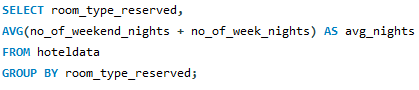 SELECT room_type_reserved,
AVG(no_of_weekend_nights + no_of_week_nights) AS avg_nights
FROM hoteldata
GROUP BY room_type_reserved;